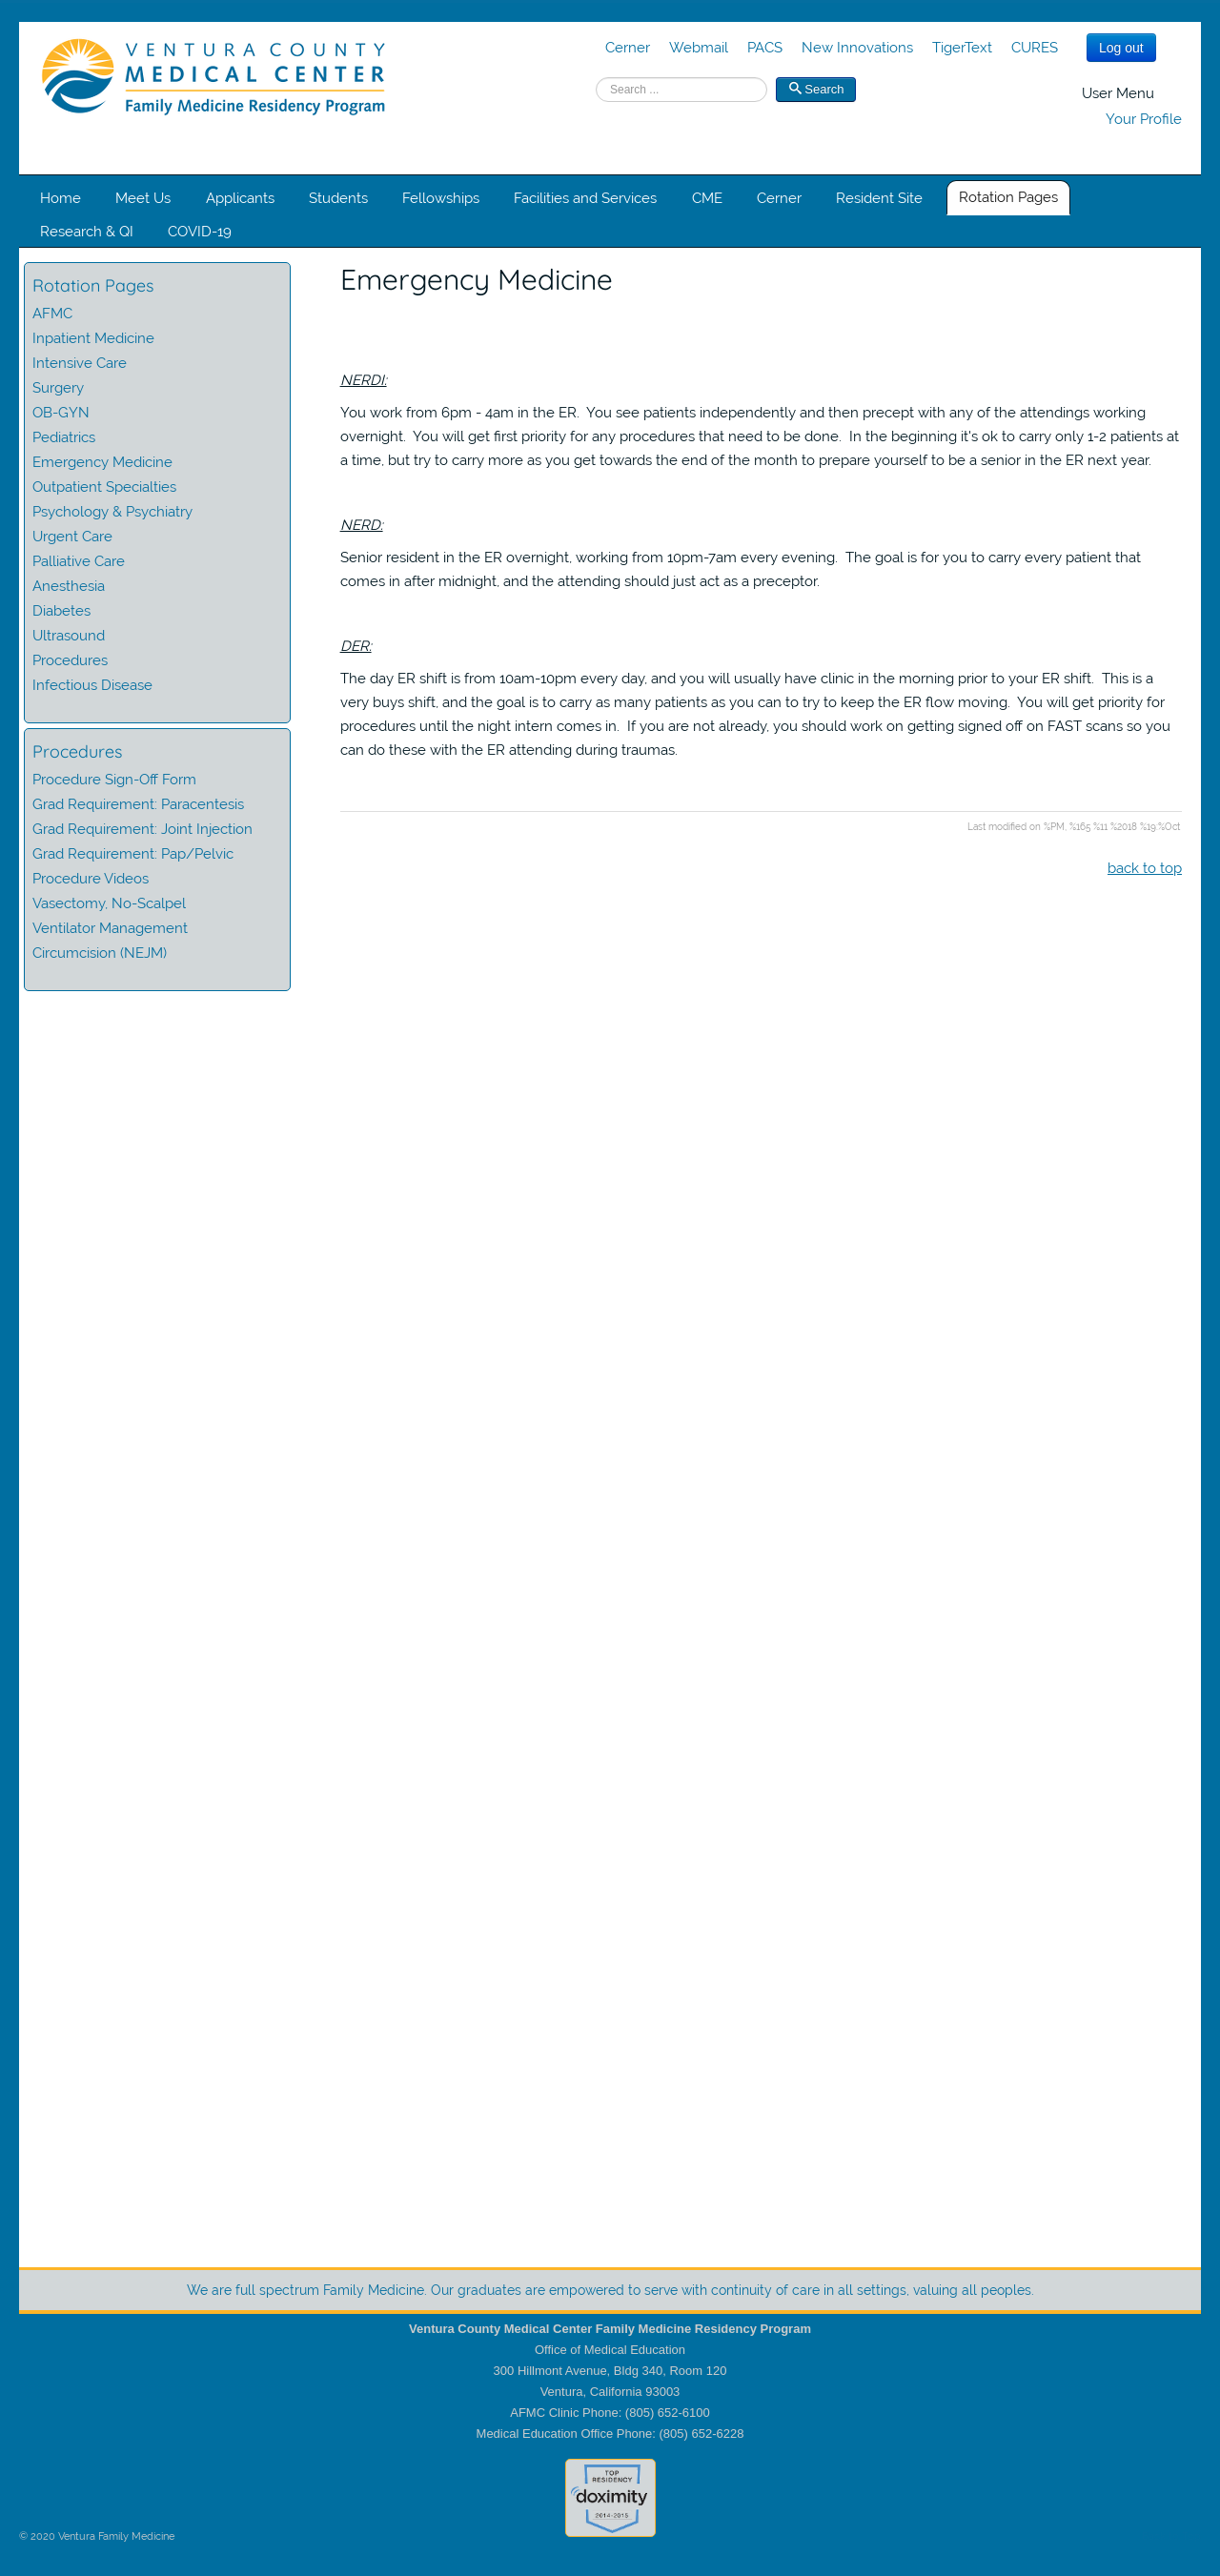 VENTURA COUNTY
MEDICAL CENTER
Family Medicine Residency Program
Cerner Webmail PACS New Innovations TigerText CURES Log out
Search ... Search
User Menu
Your Profile
Home Meet Us Applicants Students Fellowships Facilities and Services CME Cerner Resident Site Rotation Pages
Research & QI COVID-19
Rotation Pages
AFMC
Inpatient Medicine
Intensive Care
Surgery
OB-GYN
Pediatrics
Emergency Medicine
Outpatient Specialties
Psychology & Psychiatry
Urgent Care
Palliative Care
Anesthesia
Diabetes
Ultrasound
Procedures
Infectious Disease
Procedures
Procedure Sign-Off Form
Grad Requirement: Paracentesis
Grad Requirement: Joint Injection
Grad Requirement: Pap/Pelvic
Procedure Videos
Vasectomy, No-Scalpel
Ventilator Management
Circumcision (NEJM)
Emergency Medicine
NERDI:
You work from 6pm - 4am in the ER. You see patients independently and then precept with any of the attendings working
overnight. You will get first priority for any procedures that need to be done. In the beginning it's ok to carry only 1-2 patients at
a time, but try to carry more as you get towards the end of the month to prepare yourself to be a senior in the ER next year.
NERD:
Senior resident in the ER overnight, working from 10pm-7am every evening. The goal is for you to carry every patient that
comes in after midnight, and the attending should just act as a preceptor.
DER:
The day ER shift is from 10am-10pm every day, and you will usually have clinic in the morning prior to your ER shift. This is a
very buys shift, and the goal is to carry as many patients as you can to try to keep the ER flow moving. You will get priority for
procedures until the night intern comes in. If you are not already, you should work on getting signed off on FAST scans so you
can do these with the ER attending during traumas.
Last modified on %PM, %165 %11 %2018 %19:%Oct
back to top
We are full spectrum Family Medicine. Our graduates are empowered to serve with continuity of care in all settings, valuing all peoples.
Ventura County Medical Center Family Medicine Residency Program
Office of Medical Education
300 Hillmont Avenue, Bldg 340, Room 120
Ventura, California 93003
AFMC Clinic Phone: (805) 652-6100
Medical Education Office Phone: (805) 652-6228
TOP
RESIDENCY
doximity
2014-2015
© 2020 Ventura Family Medicine